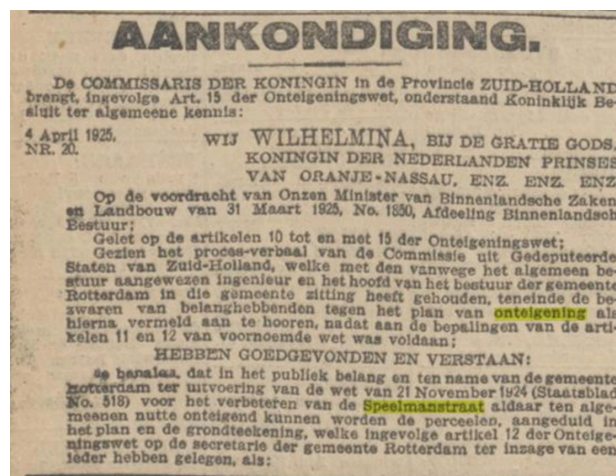 AANKONDIGING.
De COMMISSARIS DER KONINGIN in de Provincie ZUID-HOLLAND
brengt, ingevolge Art. 15 der Onteigeningswet, onderstaand Koninklijk Be-
sluit ter algemeene kennis:
4 April 1925,
NR. 20.
WIJ WILHELMINA, BIJ DE GRATIE GODS,
KONINGIN DER NEDERLANDEN PRINSES
VAN ORANJE-NASSAU, ENZ. ENZ. ENZ
Op de voordracht van Onzen Minister van Binnenlandsche Zaken
en Landbouw van 31 Maart 1925, No. 1850, Afdeeling Binnenlandsch
Bestuur;
Gelet op de artikelen 10 tot en met 15 der Onteigeningswet;
Gezien het proces-verbaal van de Commissie uit Gedeputeerde
Staten van Zuid-Holland, welke met den vanwege het algemeen be-
stuur aangewezen ingenieur en het hoofd van het bestuur der gemeente
Rotterdam in die gemeente zitting heeft gehouden, teneinde de be
zwaren van belanghebbenden tegen het plan van onteigening als
hierna vermeld aan te hooren, nadat aan de bepalingen van de arti-
kelen 11 en 12 van voornoemde wet was voldaan;
HEBBEN GOEDGEVONDEN EN VERSTAAN:
te bepalen, dat in het publiek belang en ten name van de gemeente
Rotterdam ter uitvoering van de wet van 21 November 1924 (Staatsblad
No. 518) voor het verbeteren van de Speelmanstraat aldaar ten alge-
meenen nutte onteigend kunnen worden de perceelen, aangeduid in
het plan en de grondteekening, welke ingevolge artikel 12 der Onteige-
ningswet op de secretarie der gemeente Rotterdam ter inzage van een
ieder hebben gelegen, als: